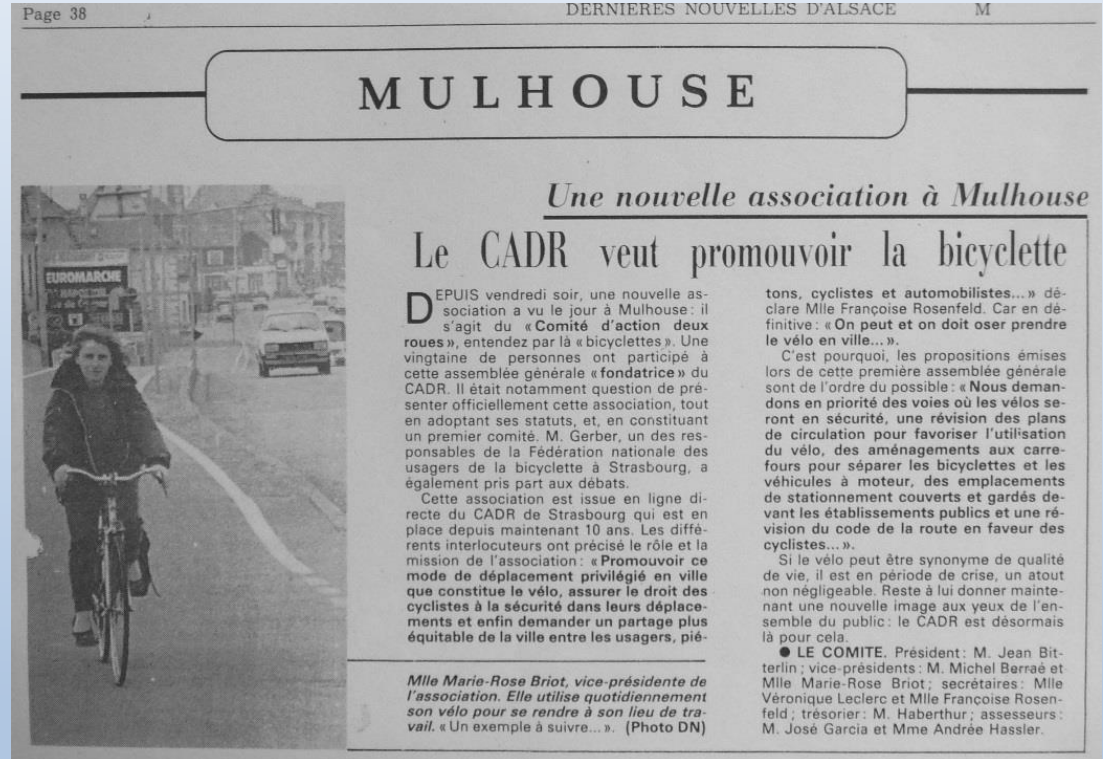 Page 38
DERNIERES NOUVELLES D'ALSACE
M
MULHOUSE
Une nouvelle association à Mulhouse
Le CADR veut promouvoir la bicyclette
EUROMARCHE
DEPUIS vendredi soir, une nouvelle as-
sociation a vu le jour à Mulhouse : il
s'agit du « Comité d'action deux
roues », entendez par là « bicyclettes ». Une
vingtaine de personnes ont participé à
cette assemblée générale « fondatrice » du
CADR. Il était notamment question de pré-
senter officiellement cette association, tout
en adoptant ses statuts, et, en constituant
un premier comité. M. Gerber, un des res-
ponsables de la Fédération nationale des
usagers de la bicyclette à Strasbourg, a
également pris part aux débats.
Cette association est issue en ligne di-
recte du CADR de Strasbourg qui est en
place depuis maintenant 10 ans. Les diffé-
rents interlocuteurs ont précisé le rôle et la
mission de l'association : « Promouvoir ce
mode de déplacement privilégié en ville
que constitue le vélo, assurer le droit des
cyclistes à la sécurité dans leurs déplace-
ments et enfin demander un partage plus
équitable de la ville entre les usagers, pié-
tons, cyclistes et automobilistes... » dé-
clare Mlle Françoise Rosenfeld. Car en dé-
finitive : « On peut et on doit oser prendre
le vélo en ville... ».
C'est pourquoi, les propositions émises
lors de cette première assemblée générale
sont de l'ordre du possible : « Nous deman-
dons en priorité des voies où les vélos se-
ront en sécurité, une révision des plans
de circulation pour favoriser l'utilisation
du vélo, des aménagements aux carre-
fours pour séparer les bicyclettes et les
véhicules à moteur, des emplacements
de stationnement couverts et gardés de-
vant les établissements publics et une ré-
vision du code de la route en faveur des
cyclistes... ».
Si le vélo peut être synonyme de qualité
de vie, il est en période de crise, un atout
non négligeable. Reste à lui donner mainte-
nant une nouvelle image aux yeux de l'en-
semble du public : le CADR est désormais
là pour cela.
● LE COMITE. Président : M. Jean Bit-
terlin ; vice-présidents : M. Michel Berraé et
Mlle Marie-Rose Briot ; secrétaires : Mlle
Véronique Leclerc et Mlle Françoise Rosen-
feld ; trésorier : M. Haberthur ; assesseurs :
M. José Garcia et Mme Andrée Hassler.
Mlle Marie-Rose Briot, vice-présidente de
l'association. Elle utilise quotidiennement
son vélo pour se rendre à son lieu de tra-
vail. « Un exemple à suivre... ». (Photo DN)